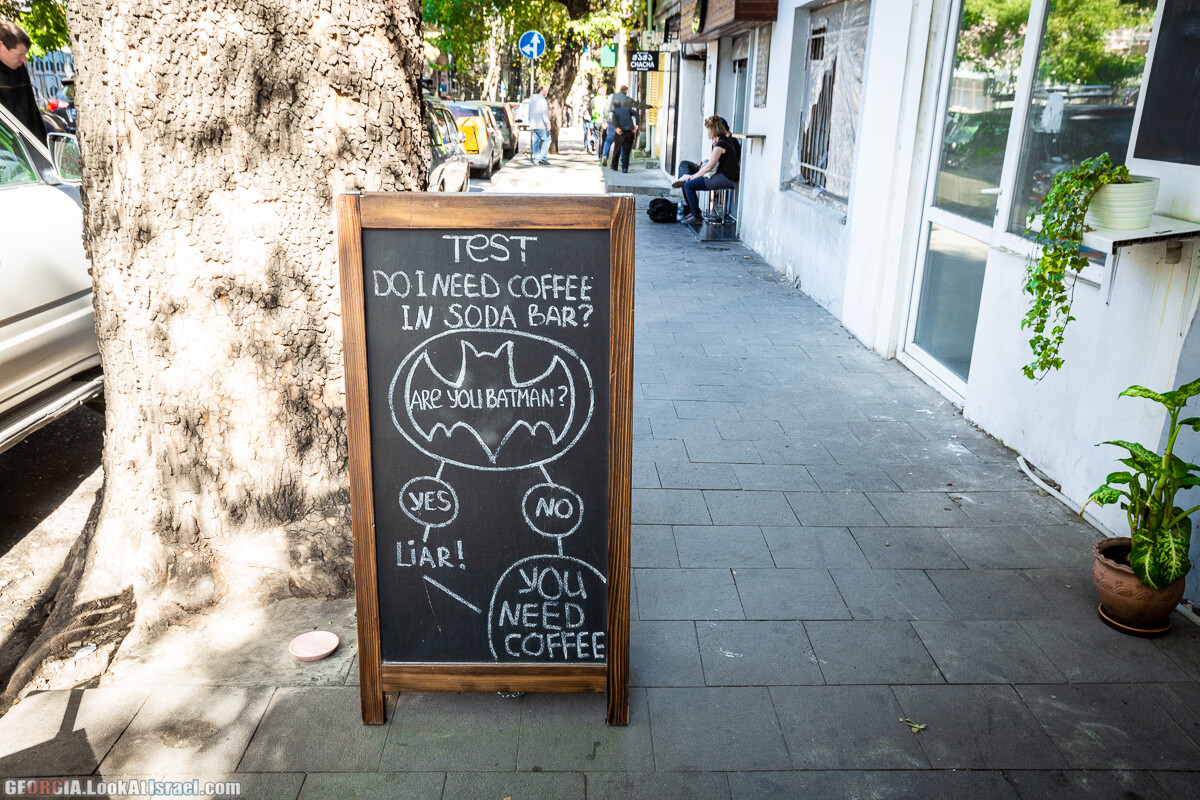 ჭაჭა
CHACHA
TEST
DO I NEED COFFEE
IN SODA BAR?
ARE YOU BATMAN?
YES
NO
LIAR!
YOU
NEED
COFFEE
GEORGIA.LookAtIsrael.com